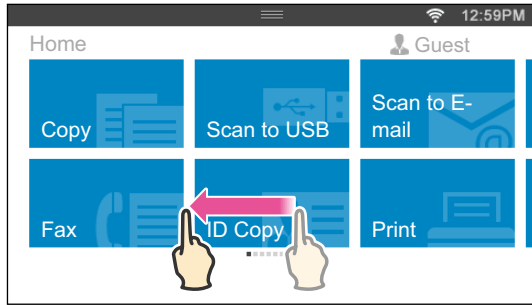 12:59PM
Home
Guest
Copy
Scan to USB
Scan to E-
mail
Fax
ID Copy
Print